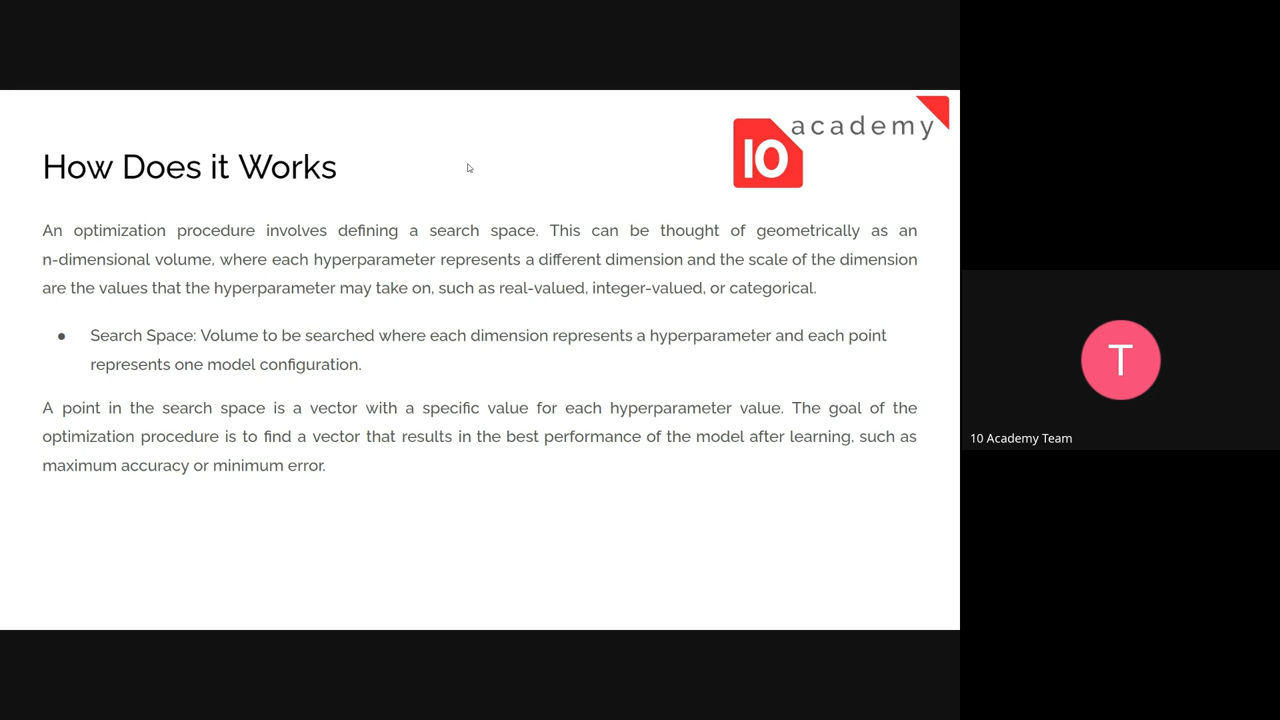 10 academy
How Does it Works
An optimization procedure involves defining a search space. This can be thought of geometrically as an
n-dimensional volume, where each hyperparameter represents a different dimension and the scale of the dimension
are the values that the hyperparameter may take on, such as real-valued, integer-valued, or categorical.
● Search Space: Volume to be searched where each dimension represents a hyperparameter and each point
represents one model configuration.
A point in the search space is a vector with a specific value for each hyperparameter value. The goal of the
optimization procedure is to find a vector that results in the best performance of the model after learning, such as
maximum accuracy or minimum error.
T
10 Academy Team